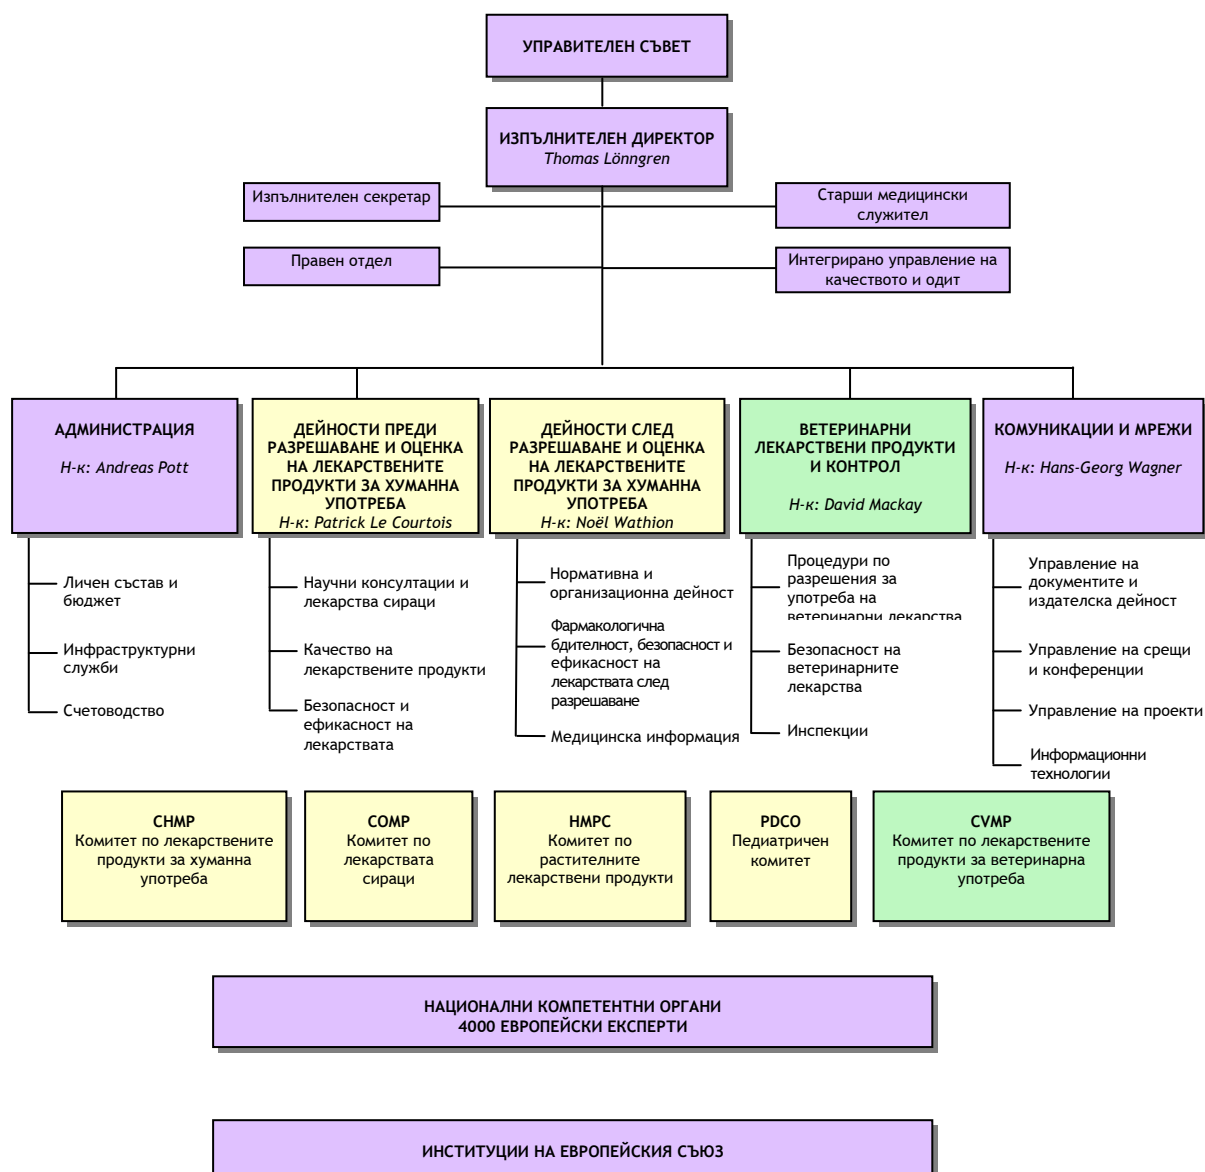 УПРАВИТЕЛЕН СЪВЕТ
ИЗПЪЛНИТЕЛЕН ДИРЕКТОР
Thomas Lönngren
Изпълнителен секретар
Старши медицински
служител
Правен отдел
Интегрирано управление на
качеството и одит
АДМИНИСТРАЦИЯ
Н-к: Andreas Pott
ДЕЙНОСТИ ПРЕДИ
РАЗРЕШАВАНЕ И ОЦЕНКА
НА ЛЕКАРСТВЕНИТЕ
ПРОДУКТИ ЗА ХУМАННА
УПОТРЕБА
Н-к: Patrick Le Courtois
ДЕЙНОСТИ СЛЕД
РАЗРЕШАВАНЕ И ОЦЕНКА
НА ЛЕКАРСТВЕНИТЕ
ПРОДУКТИ ЗА ХУМАННА
УПОТРЕБА
Н-к: Noël Wathion
ВЕТЕРИНАРНИ
ЛЕКАРСТВЕНИ ПРОДУКТИ
И КОНТРОЛ
Н-к: David Mackay
КОМУНИКАЦИИ И МРЕЖИ
Н-к: Hans-Georg Wagner
Личен състав и
бюджет
Инфраструктурни
служби
Счетоводство
Научни консултации и
лекарства сираци
Качество на
лекарствените продукти
Безопасност и
ефикасност на
лекарствата
Нормативна и
организационна дейност
Фармакологична
бдителност, безопасност и
ефикасност на
лекарствата след
разрешаване
Медицинска информация
Процедури по
разрешения за
употреба на
ветеринарни лекарства
Безопасност на
ветеринарните
лекарства
Инспекции
Управление на
документите и
издателска дейност
Управление на срещи
и конференции
Управление на проекти
Информационни
технологии
CHMP
Комитет по лекарствените
продукти за хуманна
употреба
COMP
Комитет по
лекарствата
сираци
HMPC
Комитет по
растителните
лекарствени продукти
PDCO
Педиатричен
комитет
CVMP
Комитет по лекарствените
продукти за ветеринарна
употреба
НАЦИОНАЛНИ КОМПЕТЕНТНИ ОРГАНИ
4000 ЕВРОПЕЙСКИ ЕКСПЕРТИ
ИНСТИТУЦИИ НА ЕВРОПЕЙСКИЯ СЪЮЗ